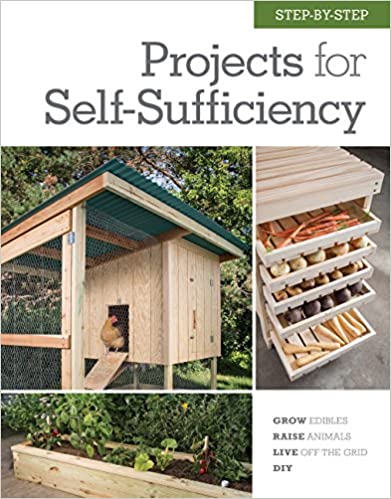 STEP-BY-STEP
Projects for
Self-Sufficiency
GROW EDIBLES
RAISE ANIMALS
LIVE OFF THE GRID
DIY